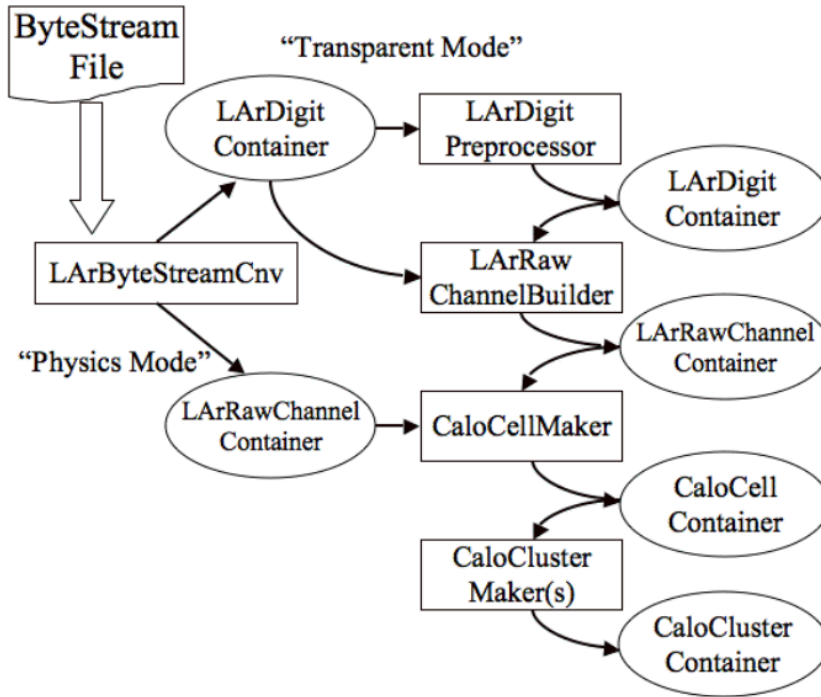 ByteStream
File
“Transparent Mode”
LArDigit
Container
LArDigit
Preprocessor
LArDigit
Container
LArByteStreamCnv
LArRaw
ChannelBuilder
“Physics Mode”
LArRawChannel
Container
LArRawChannel
Container
CaloCellMaker
CaloCell
Container
CaloCluster
Maker(s)
CaloCluster
Container